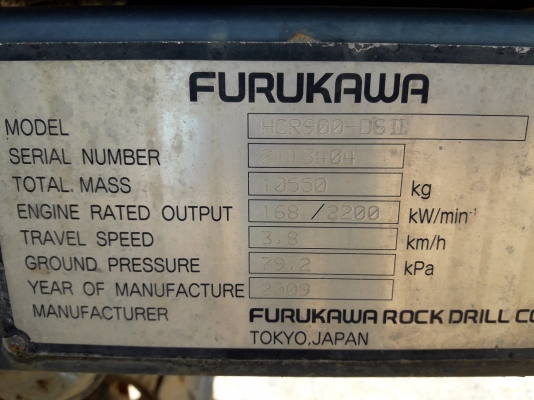 FURUKAWA
MODEL HCR900-DSII
SERIAL NUMBER
TOTAL.MASS 10550 kg
ENGINE RATED OUTPUT 168 /2200 kW/min⁻¹
TRAVEL SPEED 3.8 km/h
GROUND PRESSURE 79.2 kPa
YEAR OF MANUFACTURE 2009
MANUFACTURER FURUKAWA ROCK DRILL CO
TOKYO,JAPAN